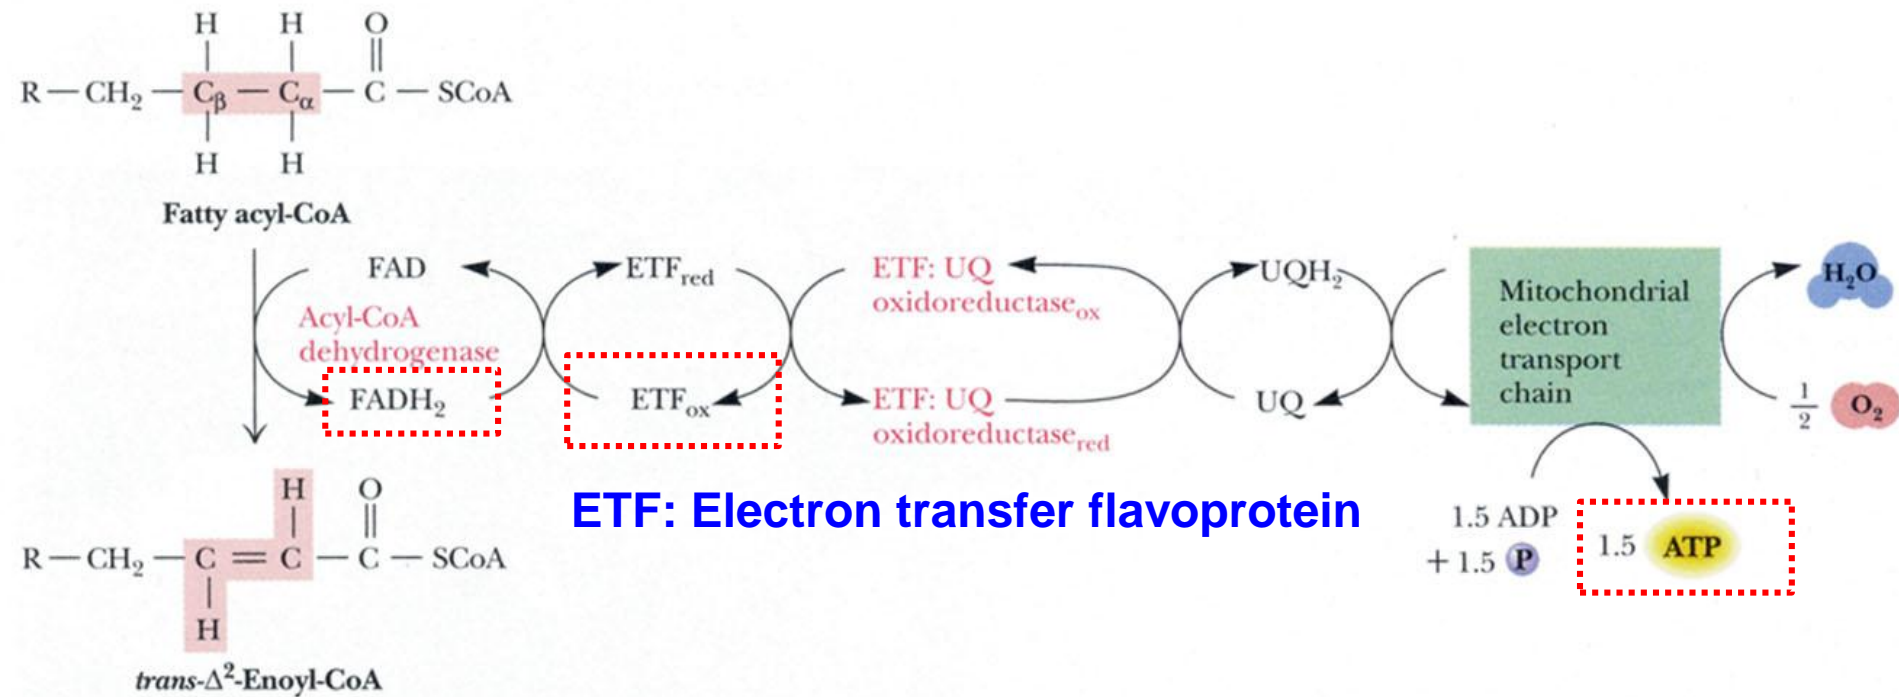 H H O
R — CH₂ — Cβ — Cα — C — SCoA
H H
Fatty acyl-CoA
FAD
ETFred
ETF: UQ
oxidoreductaseox
UQH₂
Acyl-CoA
dehydrogenase
FADH₂
ETFox
ETF: UQ
oxidoreductasered
UQ
Mitochondrial
electron
transport
chain
H₂O
1/2 O₂
H O
R — CH₂ — C = C — C — SCoA
H
trans-Δ²-Enoyl-CoA
ETF: Electron transfer flavoprotein
1.5 ADP
+ 1.5 P
1.5 ATP